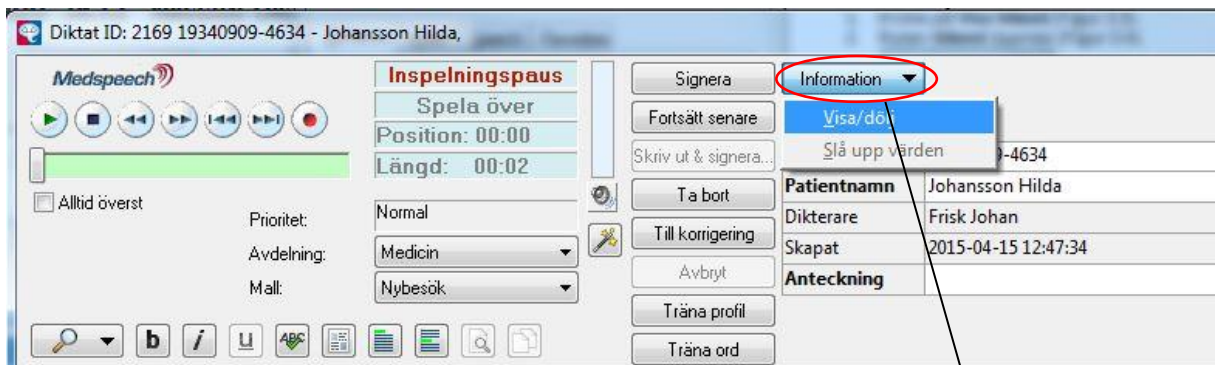 Diktat ID: 2169 19340909-4634 - Johansson Hilda,
Medspeech
Inspelningspaus
Spela över
Position: 00:00
Längd: 00:02
Alltid överst
Prioritet: Normal
Avdelning: Medicin
Mall: Nybesök
b i u ABC
Signera
Fortsätt senare
Skriv ut & signera...
Ta bort
Till korrigering
Avbryt
Träna profil
Träna ord
Information
Visa/dölj
Slå upp värden
-4634
Patientnamn Johansson Hilda
Dikterare Frisk Johan
Skapat 2015-04-15 12:47:34
Anteckning